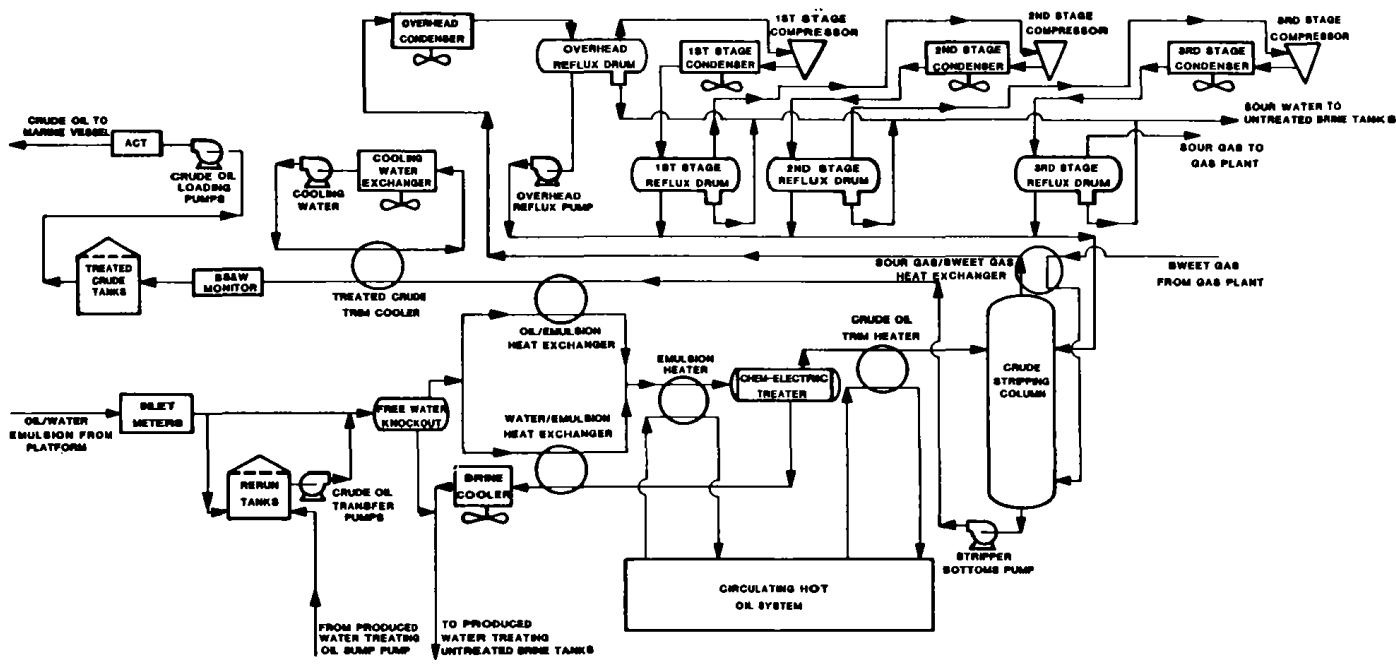 OVERHEAD
CONDENSER
OVERHEAD
REFLUX DRUM
1ST STAGE
COMPRESSOR
1ST STAGE
CONDENSER
2ND STAGE
COMPRESSOR
2ND STAGE
CONDENSER
3RD STAGE
COMPRESSOR
3RD STAGE
CONDENSER
SOUR WATER TO
UNTREATED BRINE TANKS
SOUR GAS TO
GAS PLANT
CRUDE OIL TO
MARINE VESSEL
ACT
CRUDE OIL
LOADING
PUMPS
COOLING
WATER
COOLING
WATER
EXCHANGER
OVERHEAD
REFLUX PUMP
1ST STAGE
REFLUX DRUM
2ND STAGE
REFLUX DRUM
3RD STAGE
REFLUX DRUM
TREATED
CRUDE
TANKS
BS&W
MONITOR
TREATED CRUDE
TRIM COOLER
SOUR GAS/SWEET GAS
HEAT EXCHANGER
SWEET GAS
FROM GAS PLANT
OIL/EMULSION
HEAT EXCHANGER
CRUDE OIL
TRIM HEATER
EMULSION
HEATER
CHEM-ELECTRIC
TREATER
CRUDE
STRIPPING
COLUMN
OIL/WATER
EMULSION FROM
PLATFORM
INLET
METERS
FREE WATER
KNOCKOUT
WATER/EMULSION
HEAT EXCHANGER
RERUN
TANKS
CRUDE OIL
TRANSFER
PUMPS
BRINE
COOLER
STRIPPER
BOTTOMS PUMP
CIRCULATING HOT
OIL SYSTEM
FROM PRODUCED
WATER TREATING
OIL SUMP PUMP
TO PRODUCED
WATER TREATING
UNTREATED BRINE TANKS